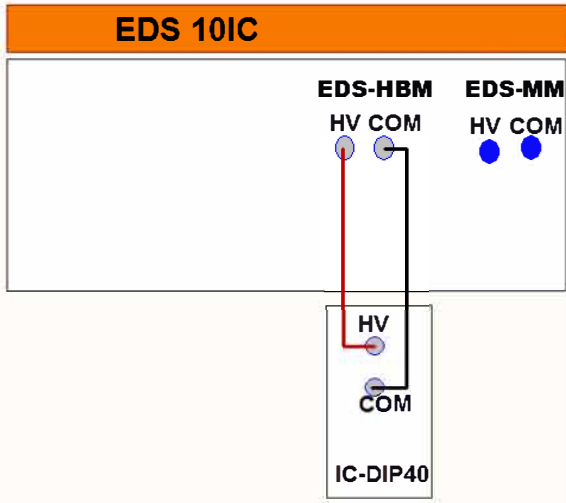 EDS 10IC
EDS-HBM EDS-MM
HV COM HV COM
HV
COM
IC-DIP40